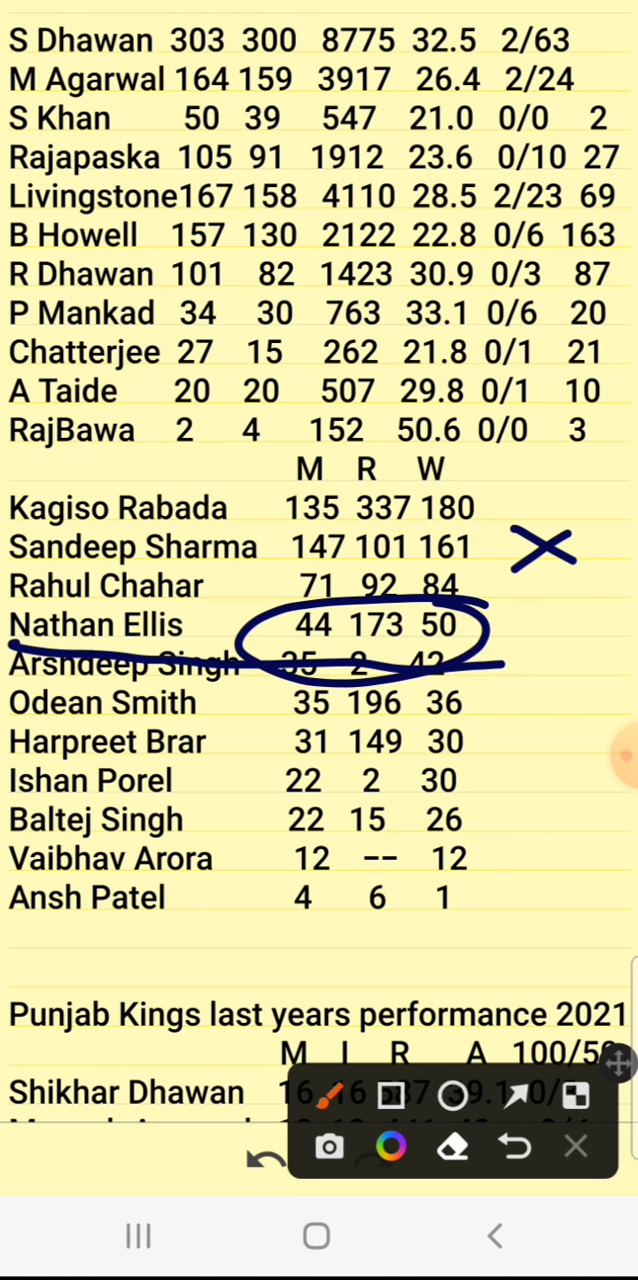 S Dhawan 303 300 8775 32.5 2/63
M Agarwal 164 159 3917 26.4 2/24
S Khan 50 39 547 21.0 0/0 2
Rajapaska 105 91 1912 23.6 0/10 27
Livingstone 167 158 4110 28.5 2/23 69
B Howell 157 130 2122 22.8 0/6 163
R Dhawan 101 82 1423 30.9 0/3 87
P Mankad 34 30 763 33.1 0/6 20
Chatterjee 27 15 262 21.8 0/1 21
A Taide 20 20 507 29.8 0/1 10
RajBawa 2 4 152 50.6 0/0 3
M R W
Kagiso Rabada 135 337 180
Sandeep Sharma 147 101 161
Rahul Chahar 71 92 84
Nathan Ellis 44 173 50
Arshdeep Singh 35 2 42
Odean Smith 35 196 36
Harpreet Brar 31 149 30
Ishan Porel 22 2 30
Baltej Singh 22 15 26
Vaibhav Arora 12 -- 12
Ansh Patel 4 6 1
Punjab Kings last years performance 2021
M I R A 100/50
Shikhar Dhawan 16 16